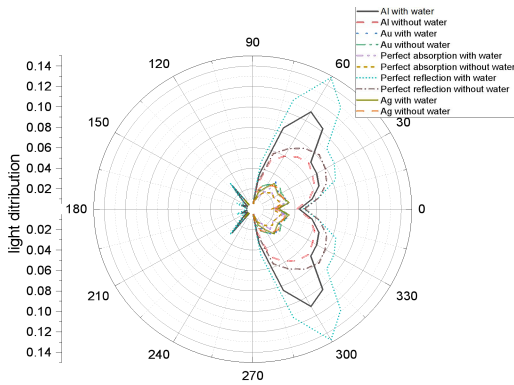 Al with water
Al without water
Au with water
Au without water
Perfect absorption with water
Perfect absorption without water
Perfect reflection with water
Perfect reflection without water
Ag with water
Ag without water
90
120
60
150
30
180
0
210
330
240
300
270
0.14
0.12
0.10
0.08
0.06
0.04
0.02
0.02
0.04
0.06
0.08
0.10
0.12
0.14
light ditribution